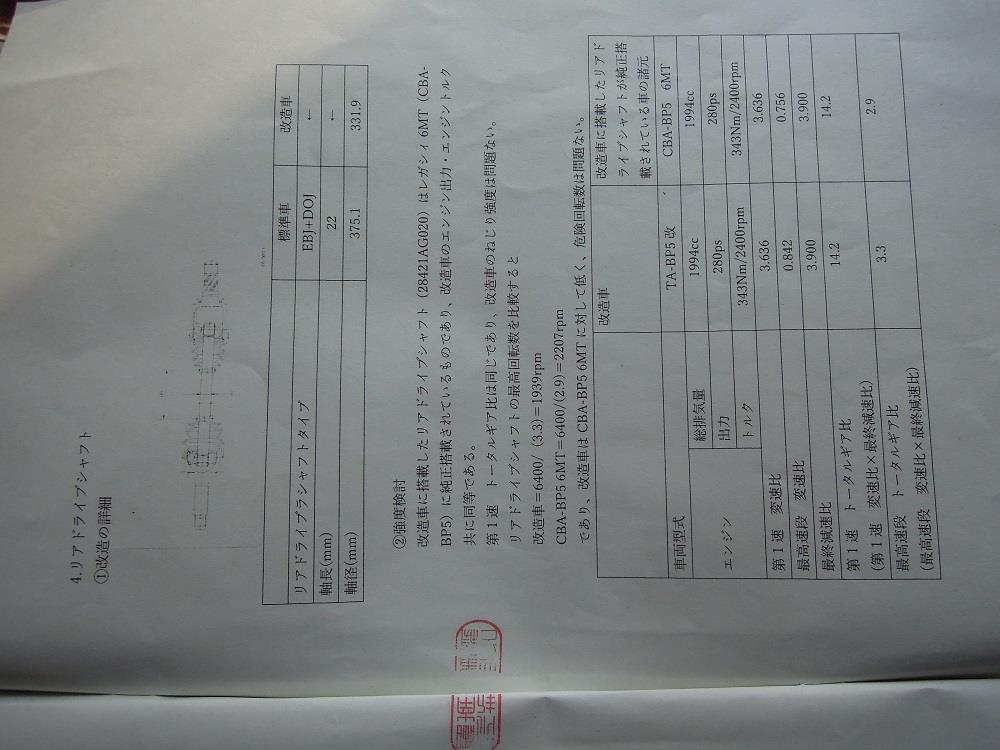 4.リアドライブシャフト
①改造の詳細
標準車 改造車
リアドライブラシャフトタイプ EBJ+DOJ ←
軸長(mm) 22 ←
軸径(mm) 375.1 331.9
②強度検討
改造車に搭載したリアドライブシャフト(28421AG020)はレガシィ 6MT (CBA-
BP5) に純正搭載されているものであり、改造車のエンジン出力・エンジントルク
共に同等である。
第1速 トータルギア比は同じであり、改造車のねじり強度は問題ない。
リアドライブシャフトの最高回転数を比較すると
改造車=6400/ (3.3)=1939rpm
CBA-BP5 6MT=6400/(2.9)=2207rpm
であり、改造車は CBA-BP5 6MT に対して低く、危険回転数は問題ない。
改造車 改造車に搭載したリアド
ライブシャフトが純正搭
載されている車の諸元
車両型式 TA-BP5 改 CBA-BP5 6MT
エンジン 総排気量 1994cc 1994cc
出力 280ps 280ps
トルク 343Nm/2400rpm 343Nm/2400rpm
第1速 変速比 3.636 3.636
最高速段 変速比 0.842 0.756
最終減速比 3.900 3.900
第1速 トータルギア比 14.2 14.2
(第1速 変速比×最終減速比)
最高速段 トータルギア比 3.3 2.9
(最高速段 変速比×最終減速比)